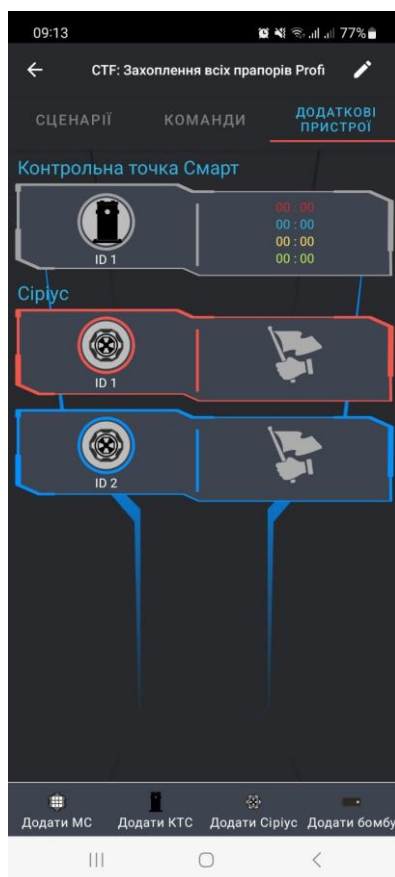 09:13 77%
CTF: Захоплення всіх прапорів Profi
СЦЕНАРІЇ КОМАНДИ ДОДАТКОВІ ПРИСТРОЇ
Контрольна точка Смарт
00 : 00
00 : 00
00 : 00
00 : 00
ID 1
Сіріус
ID 1
ID 2
Додати МС Додати КТС Додати Сіріус Додати бомбу